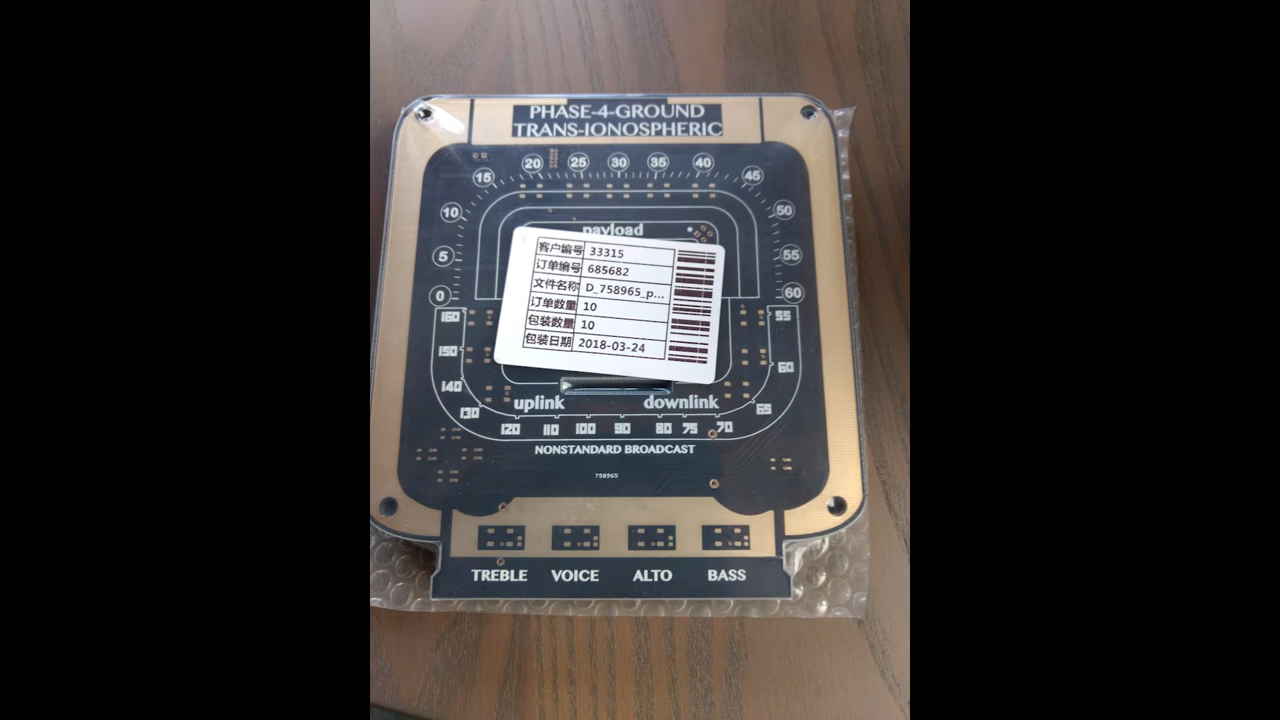 PHASE-4-GROUND
TRANS-IONOSPHERIC
0 5 10 15 20 25 30 35 40 45 50 55 60
payload
客户编号 33315
订单编号 685682
文件名称 D_758965_p...
订单数量 10
包装数量 10
包装日期 2018-03-24
160 150 140 130 120 110 100 90 80 75 70 65 60 55
uplink downlink
NONSTANDARD BROADCAST
758965
TREBLE VOICE ALTO BASS